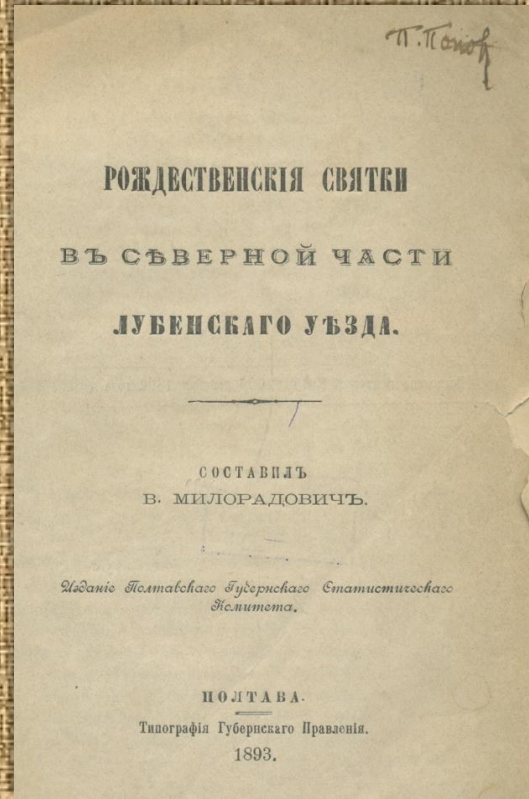 П. Попов
РОЖДЕСТВЕНСКІЯ СВЯТКИ
ВЪ СѢВЕРНОЙ ЧАСТИ
ЛУБЕНСКАГО УѢЗДА.
СОСТАВИЛЪ
В. МИЛОРАДОВИЧЪ.
Изданіе Полтавскаго Губернскаго Статистическаго
Комитета.
ПОЛТАВА.
Типографія Губернскаго Правленія.
1893.